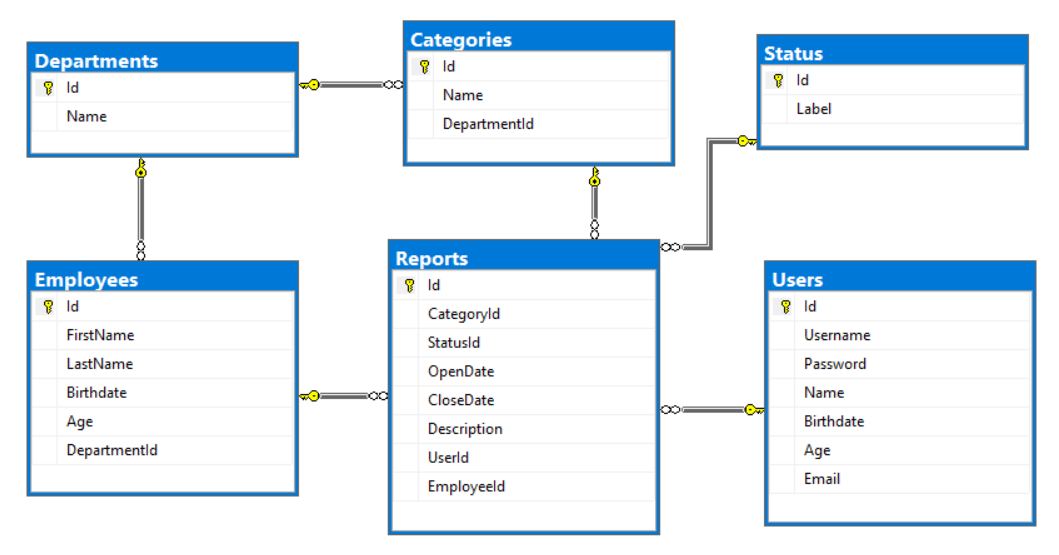 Departments
Id
Name
Categories
Id
Name
DepartmentId
Status
Id
Label
Employees
Id
FirstName
LastName
Birthdate
Age
DepartmentId
Reports
Id
CategoryId
StatusId
OpenDate
CloseDate
Description
UserId
EmployeeId
Users
Id
Username
Password
Name
Birthdate
Age
Email